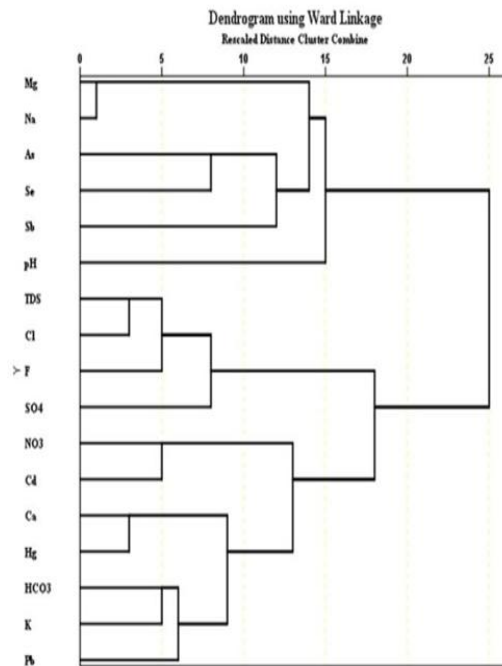 Dendrogram using Ward Linkage
Rescaled Distance Cluster Combine
0 5 10 15 20 25
Mg
Na
As
Se
Sb
pH
TDS
Cl
Y
F
SO4
NO3
Cd
Ca
Hg
HCO3
K
Pb